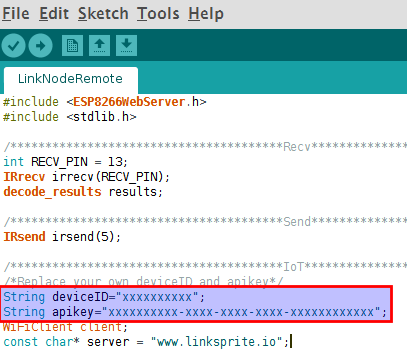 File Edit Sketch Tools Help
LinkNodeRemote
#include <ESP8266WebServer.h>
#include <stdlib.h>
/***************************************Recv*************
int RECV_PIN = 13;
IRrecv irrecv(RECV_PIN);
decode_results results;
/***************************************Send*************
IRsend irsend(5);
/***************************************IoT**************
/*Replace your own deviceID and apikey*/
String deviceID="xxxxxxxxxx";
String apikey="xxxxxxxxxx-xxxx-xxxx-xxxx-xxxxxxxxxxxx";
WiFiClient client;
const char* server = "www.linksprite.io";